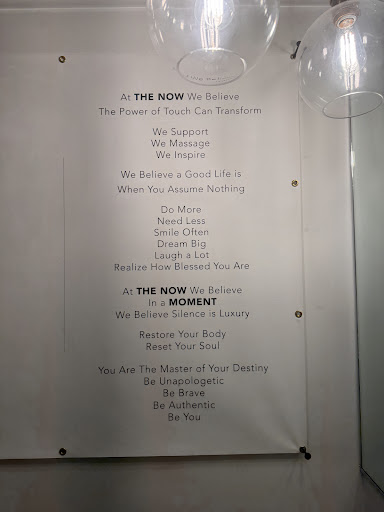 At THE NOW We Believe
The Power of Touch Can Transform
We Support
We Massage
We Inspire
We Believe a Good Life is
When You Assume Nothing
Do More
Need Less
Smile Often
Dream Big
Laugh a Lot
Realize How Blessed You Are
At THE NOW We Believe
In a MOMENT
We Believe Silence is Luxury
Restore Your Body
Reset Your Soul
You Are The Master of Your Destiny
Be Unapologetic
Be Brave
Be Authentic
Be You